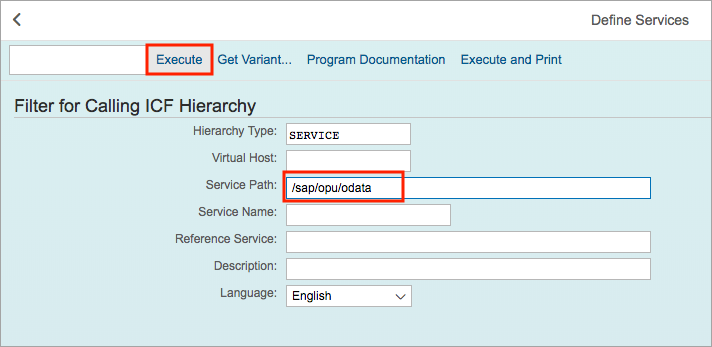 Define Services
Execute Get Variant... Program Documentation Execute and Print
Filter for Calling ICF Hierarchy
Hierarchy Type: SERVICE
Virtual Host:
Service Path: /sap/opu/odata
Service Name:
Reference Service:
Description:
Language: English